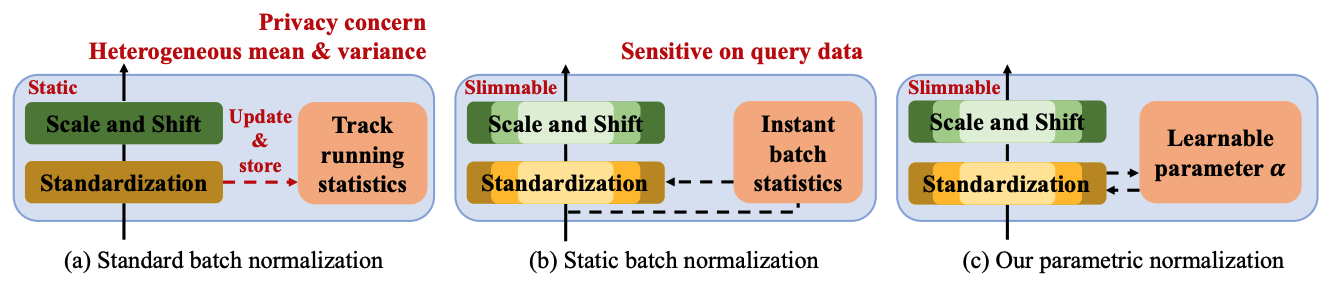 Privacy concern
Heterogeneous mean & variance
Static
Scale and Shift
Standardization
Update
&
store
Track
running
statistics
(a) Standard batch normalization
Sensitive on query data
Slimmable
Scale and Shift
Standardization
Instant
batch
statistics
(b) Static batch normalization
Slimmable
Scale and Shift
Standardization
Learnable
parameter α
(c) Our parametric normalization